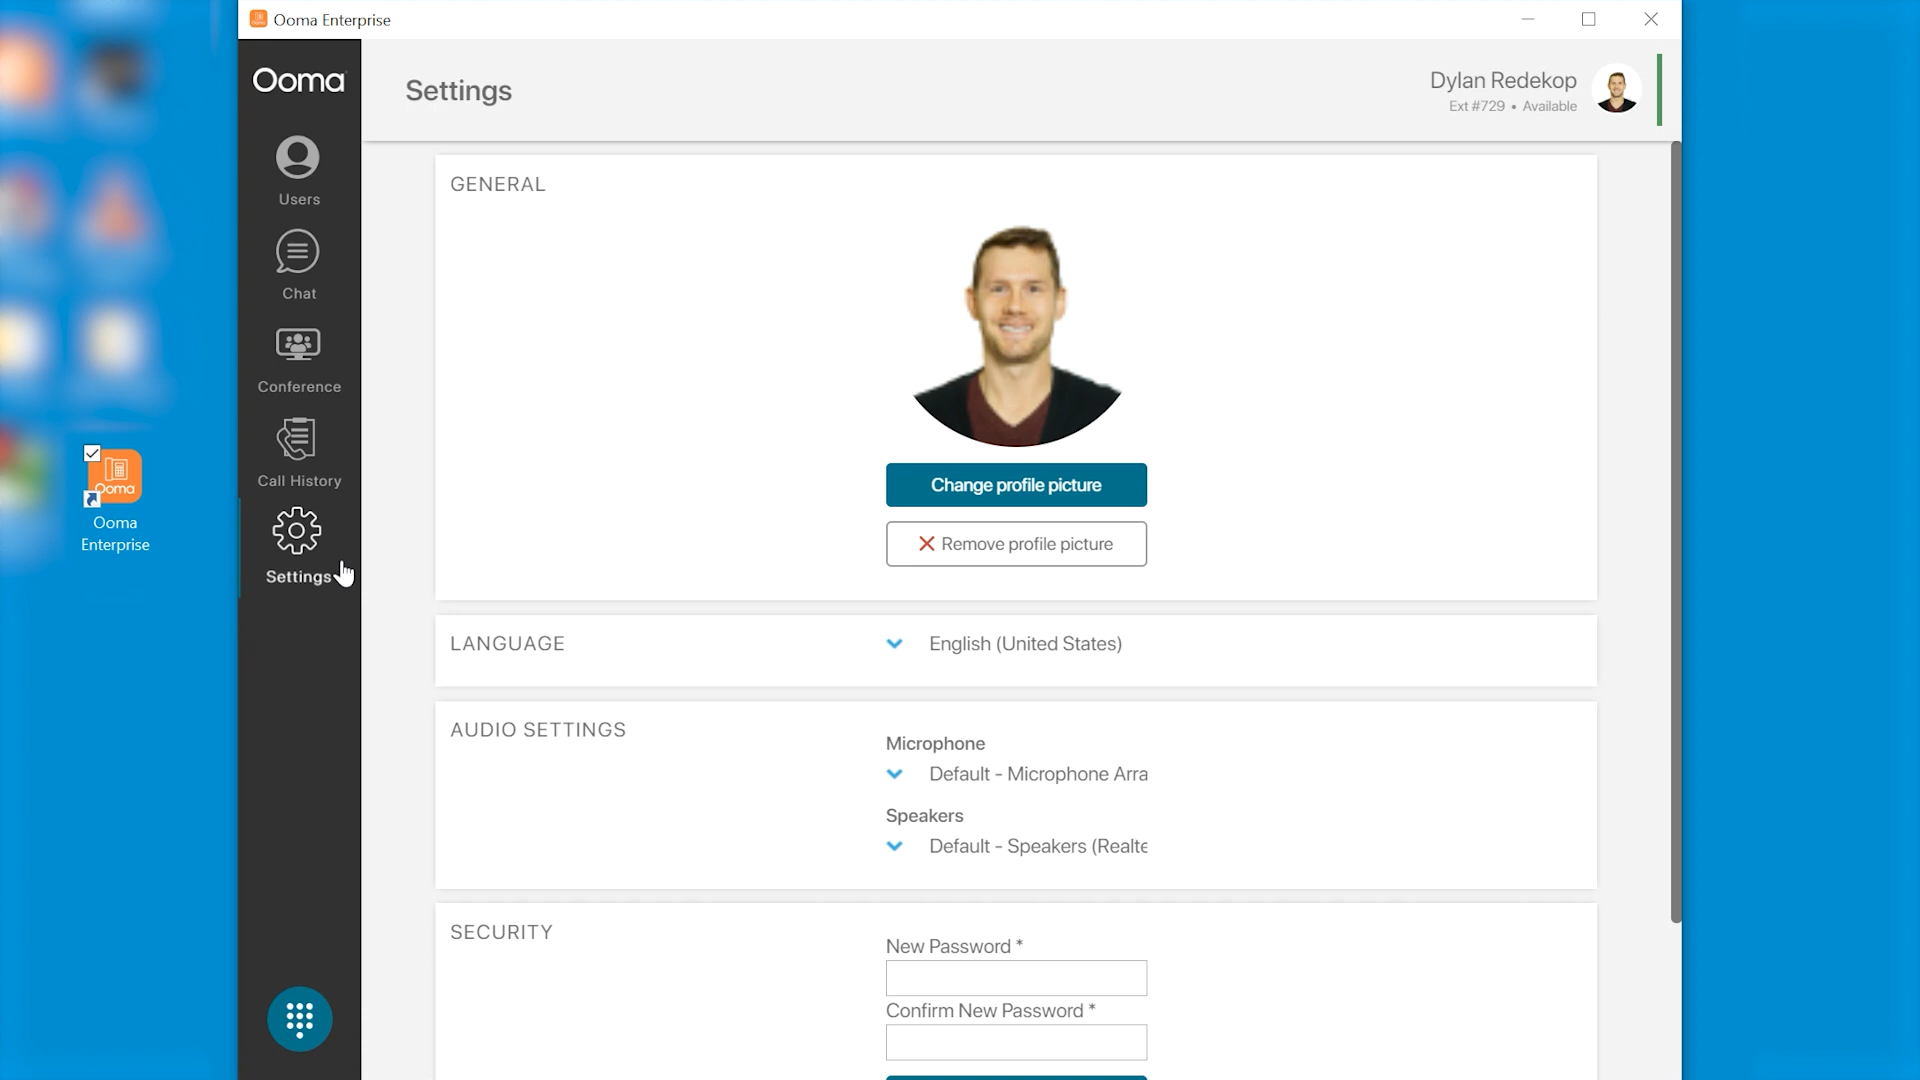 Ooma Enterprise
Ooma
Settings
Dylan Redekop
Ext #729 • Available
Users
Chat
Conference
Call History
Settings
GENERAL
Change profile picture
Remove profile picture
LANGUAGE
English (United States)
AUDIO SETTINGS
Microphone
Default - Microphone Arra
Speakers
Default - Speakers (Realte
SECURITY
New Password *
Confirm New Password *
Ooma
Ooma
Enterprise